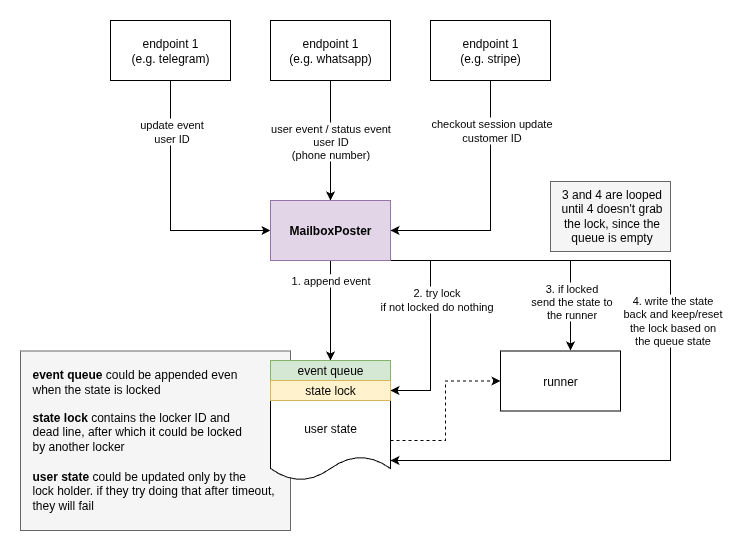 endpoint 1
(e.g. telegram)
endpoint 1
(e.g. whatsapp)
endpoint 1
(e.g. stripe)
update event
user ID
user event / status event
user ID
(phone number)
checkout session update
customer ID
3 and 4 are looped
until 4 doesn't grab
the lock, since the
queue is empty
MailboxPoster
1. append event
2. try lock
if not locked do nothing
3. if locked
send the state to
the runner
4. write the state
back and keep/reset
the lock based on
the queue state
event queue could be appended even
when the state is locked
state lock contains the locker ID and
dead line, after which it could be locked
by another locker
user state could be updated only by the
lock holder. if they try doing that after timeout,
they will fail
event queue
state lock
user state
runner